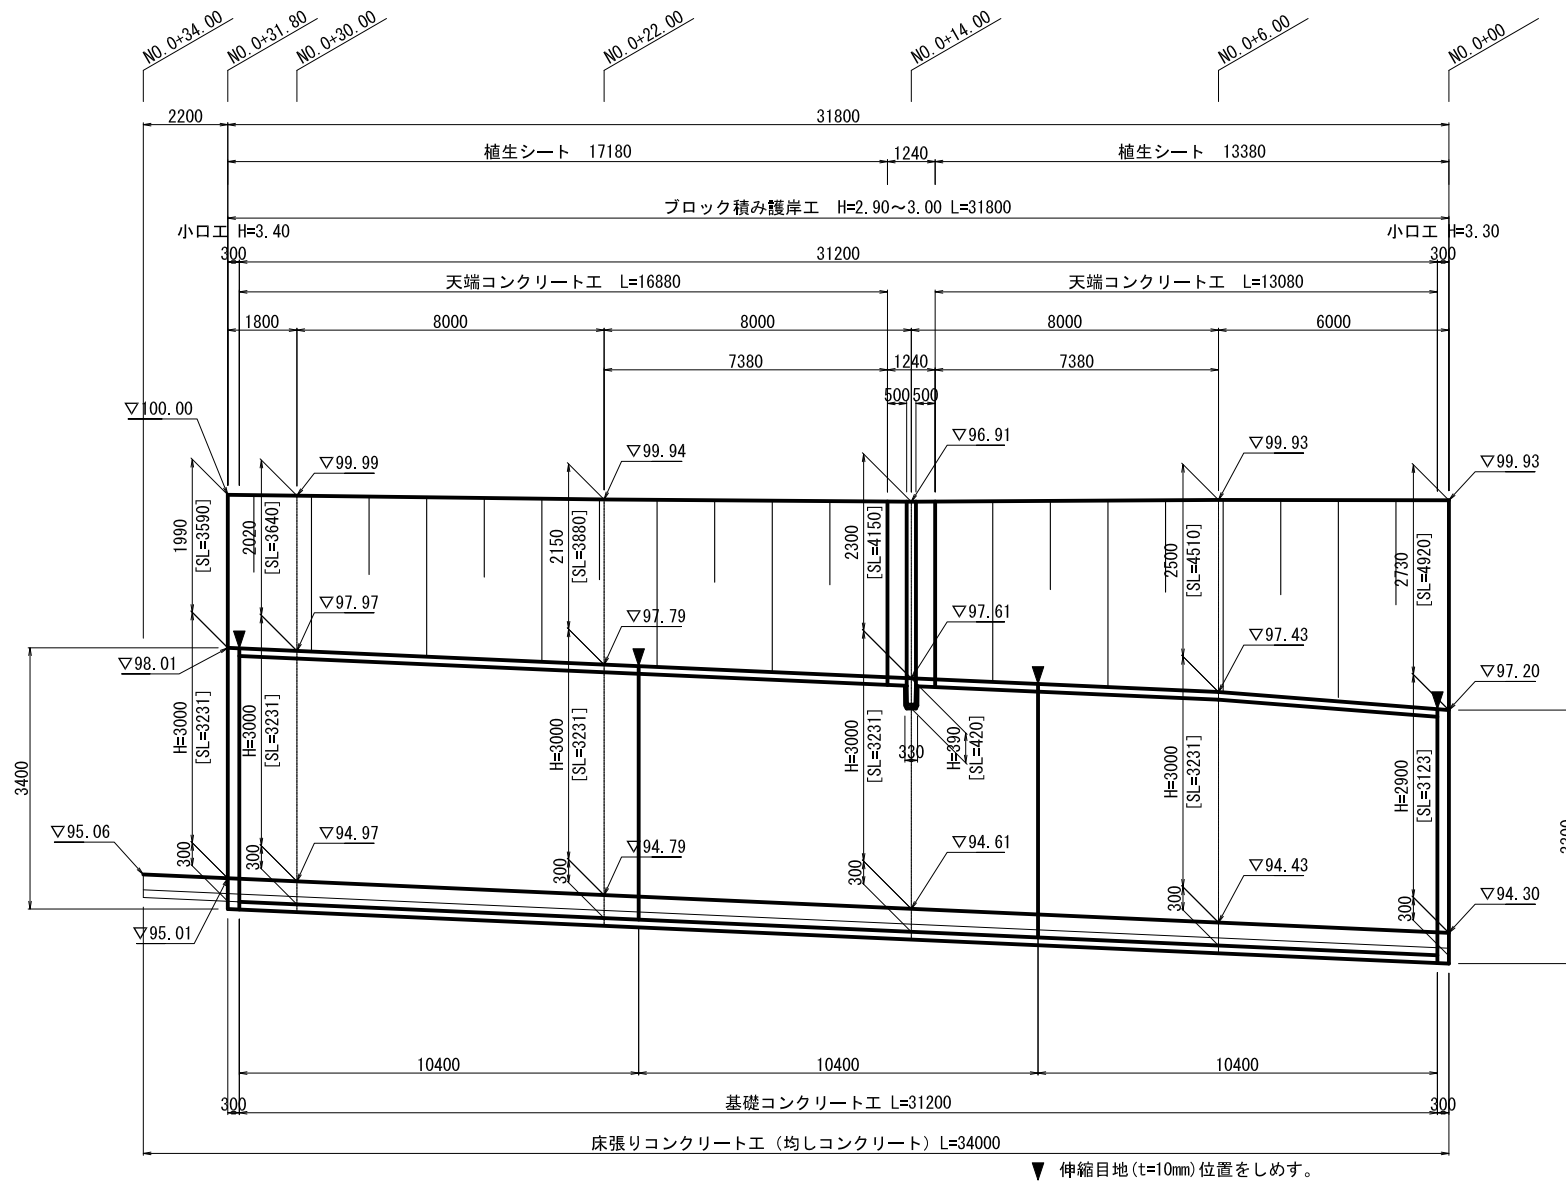 NO.0+34.00
NO.0+31.80
NO.0+30.00
NO.0+22.00
NO.0+14.00
NO.0+6.00
NO.0+00
2200
31800
植生シート 17180
1240
植生シート 13380
ブロック積み護岸工 H=2.90～3.00 L=31800
小口工 H=3.40
小口工 H=3.30
300
31200
300
天端コンクリート工 L=16880
天端コンクリート工 L=13080
1800
8000
8000
8000
6000
7380
1240
7380
500
500
▽100.00
▽99.99
▽99.94
▽96.91
▽99.93
▽99.93
1990
[SL=3590]
2020
[SL=3640]
2150
[SL=3880]
2300
[SL=4150]
2500
[SL=4510]
2730
[SL=4920]
▽98.01
▽97.97
▽97.79
▽97.61
▽97.43
▽97.20
3400
H=3000
[SL=3231]
H=3000
[SL=3231]
H=3000
[SL=3231]
H=3000
[SL=3231]
330
H=390
[SL=420]
H=3000
[SL=3231]
H=2900
[SL=3123]
▽95.06
300
300
300
300
300
300
▽94.97
▽94.79
▽94.61
▽94.43
▽94.30
▽95.01
10400
10400
10400
300
基礎コンクリート工 L=31200
300
床張りコンクリート工（均しコンクリート）L=34000
▼ 伸縮目地(t=10mm)位置をしめす。